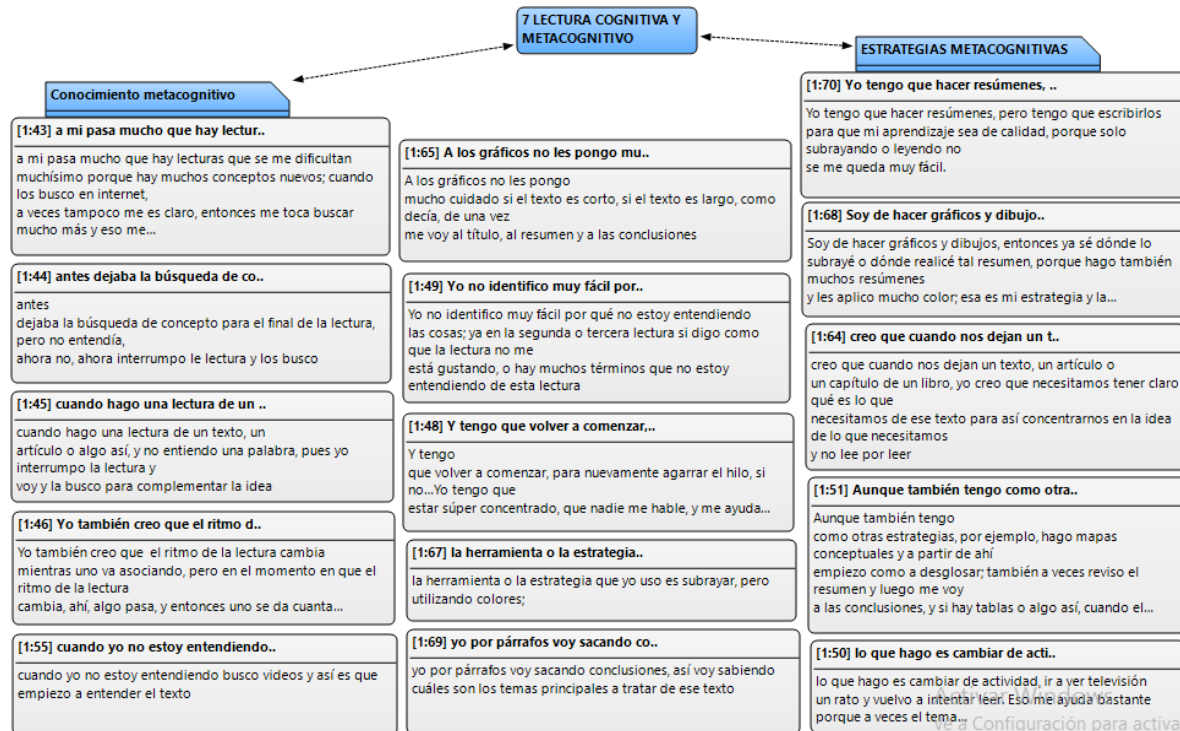 7 LECTURA COGNITIVA Y
METACOGNITIVO
Conocimiento metacognitivo
[1:43] a mi pasa mucho que hay lectur..
a mi pasa mucho que hay lecturas que se me dificultan
muchísimo porque hay muchos conceptos nuevos; cuando
los busco en internet,
a veces tampoco me es claro, entonces me toca buscar
mucho más y eso me...
[1:44] antes dejaba la búsqueda de co..
antes
dejaba la búsqueda de concepto para el final de la lectura,
pero no entendía,
ahora no, ahora interrumpo le lectura y los busco
[1:45] cuando hago una lectura de un ..
cuando hago una lectura de un texto, un
artículo o algo así, y no entiendo una palabra, pues yo
interrumpo la lectura y
voy y la busco para complementar la idea
[1:46] Yo también creo que el ritmo d..
Yo también creo que el ritmo de la lectura cambia
mientras uno va asociando, pero en el momento en que el
ritmo de la lectura
cambia, ahí, algo pasa, y entonces uno se da cuanta...
[1:55] cuando yo no estoy entendiendo..
cuando yo no estoy entendiendo busco videos y así es que
empiezo a entender el texto
[1:65] A los gráficos no les pongo mu..
A los gráficos no les pongo
mucho cuidado si el texto es corto, si el texto es largo, como
decía, de una vez
me voy al título, al resumen y a las conclusiones
[1:49] Yo no identifico muy fácil por..
Yo no identifico muy fácil por qué no estoy entendiendo
las cosas; ya en la segunda o tercera lectura si digo como
que la lectura no me
está gustando, o hay muchos términos que no estoy
entendiendo de esta lectura
[1:48] Y tengo que volver a comenzar,..
Y tengo
que volver a comenzar, para nuevamente agarrar el hilo, si
no...Yo tengo que
estar súper concentrado, que nadie me hable, y me ayuda...
[1:67] la herramienta o la estrategia..
la herramienta o la estrategia que yo uso es subrayar, pero
utilizando colores;
[1:69] yo por párrafos voy sacando co..
yo por párrafos voy sacando conclusiones, así voy sabiendo
cuáles son los temas principales a tratar de ese texto
ESTRATEGIAS METACOGNITIVAS
[1:70] Yo tengo que hacer resúmenes, ..
Yo tengo que hacer resúmenes, pero tengo que escribirlos
para que mi aprendizaje sea de calidad, porque solo
subrayando o leyendo no
se me queda muy fácil.
[1:68] Soy de hacer gráficos y dibujo..
Soy de hacer gráficos y dibujos, entonces ya sé dónde lo
subrayé o dónde realicé tal resumen, porque hago también
muchos resúmenes
y les aplico mucho color; esa es mi estrategia y la...
[1:64] creo que cuando nos dejan un t..
creo que cuando nos dejan un texto, un artículo o
un capítulo de un libro, yo creo que necesitamos tener claro
qué es lo que
necesitamos de ese texto para así concentrarnos en la idea
de lo que necesitamos
y no lee por leer
[1:51] Aunque también tengo como otra..
Aunque también tengo
como otras estrategias, por ejemplo, hago mapas
conceptuales y a partir de ahí
empiezo como a desglosar; también a veces reviso el
resumen y luego me voy
a las conclusiones, y si hay tablas o algo así, cuando el...
[1:50] lo que hago es cambiar de acti..
lo que hago es cambiar de actividad, ir a ver televisión
un rato y vuelvo a intentar leer. Eso me ayuda bastante
porque a veces el tema...
Activar Windows
Ve a Configuración para activa